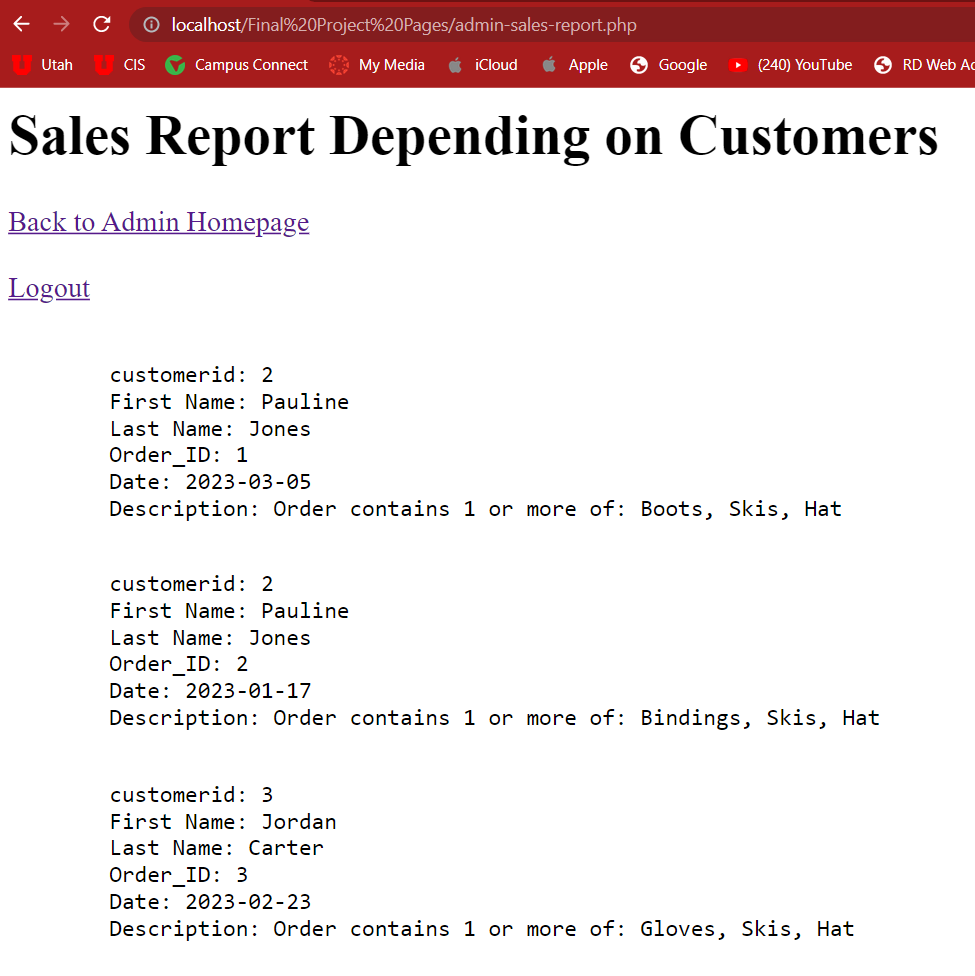 localhost/Final%20Project%20Pages/admin-sales-report.php
Utah CIS Campus Connect My Media iCloud Apple Google (240) YouTube RD Web
Sales Report Depending on Customers
Back to Admin Homepage
Logout
customerid: 2
First Name: Pauline
Last Name: Jones
Order_ID: 1
Date: 2023-03-05
Description: Order contains 1 or more of: Boots, Skis, Hat
customerid: 2
First Name: Pauline
Last Name: Jones
Order_ID: 2
Date: 2023-01-17
Description: Order contains 1 or more of: Bindings, Skis, Hat
customerid: 3
First Name: Jordan
Last Name: Carter
Order_ID: 3
Date: 2023-02-23
Description: Order contains 1 or more of: Gloves, Skis, Hat